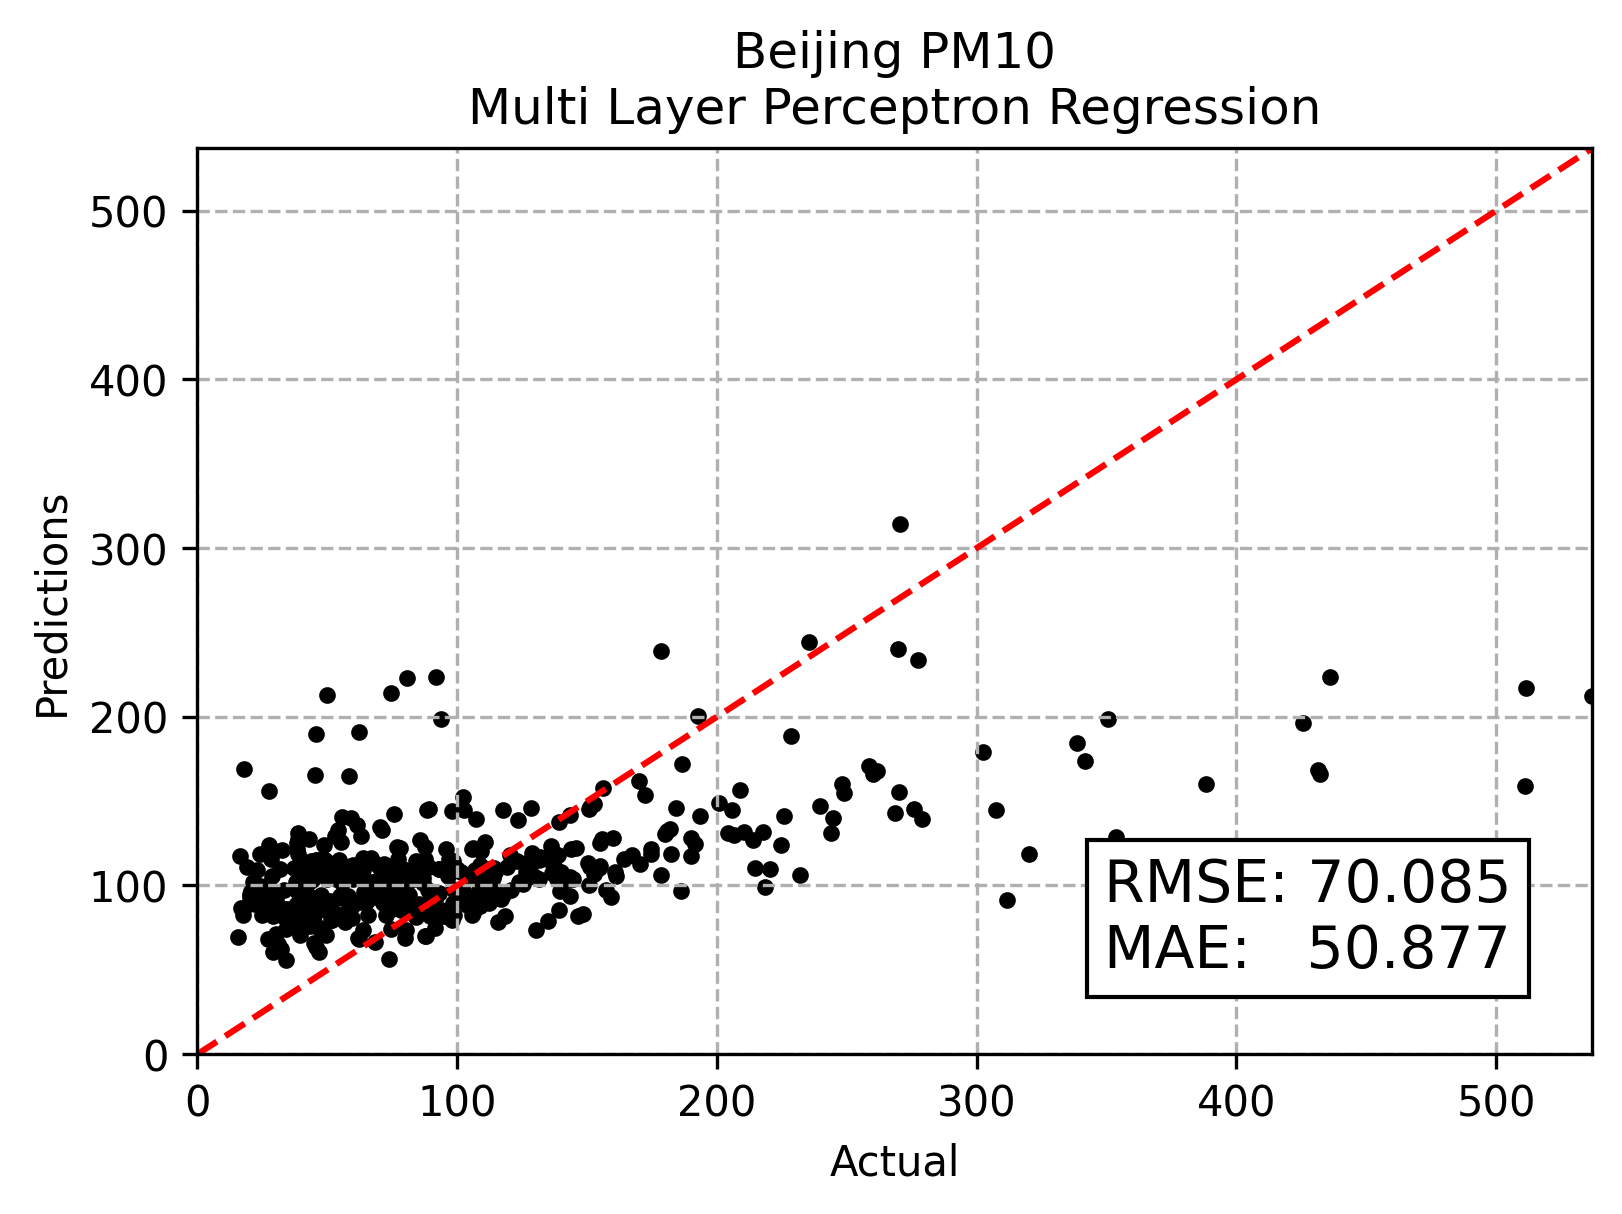 Beijing PM10
Multi Layer Perceptron Regression
Predictions
500
400
300
200
100
0
RMSE: 70.085
MAE: 50.877
0 100 200 300 400 500
Actual